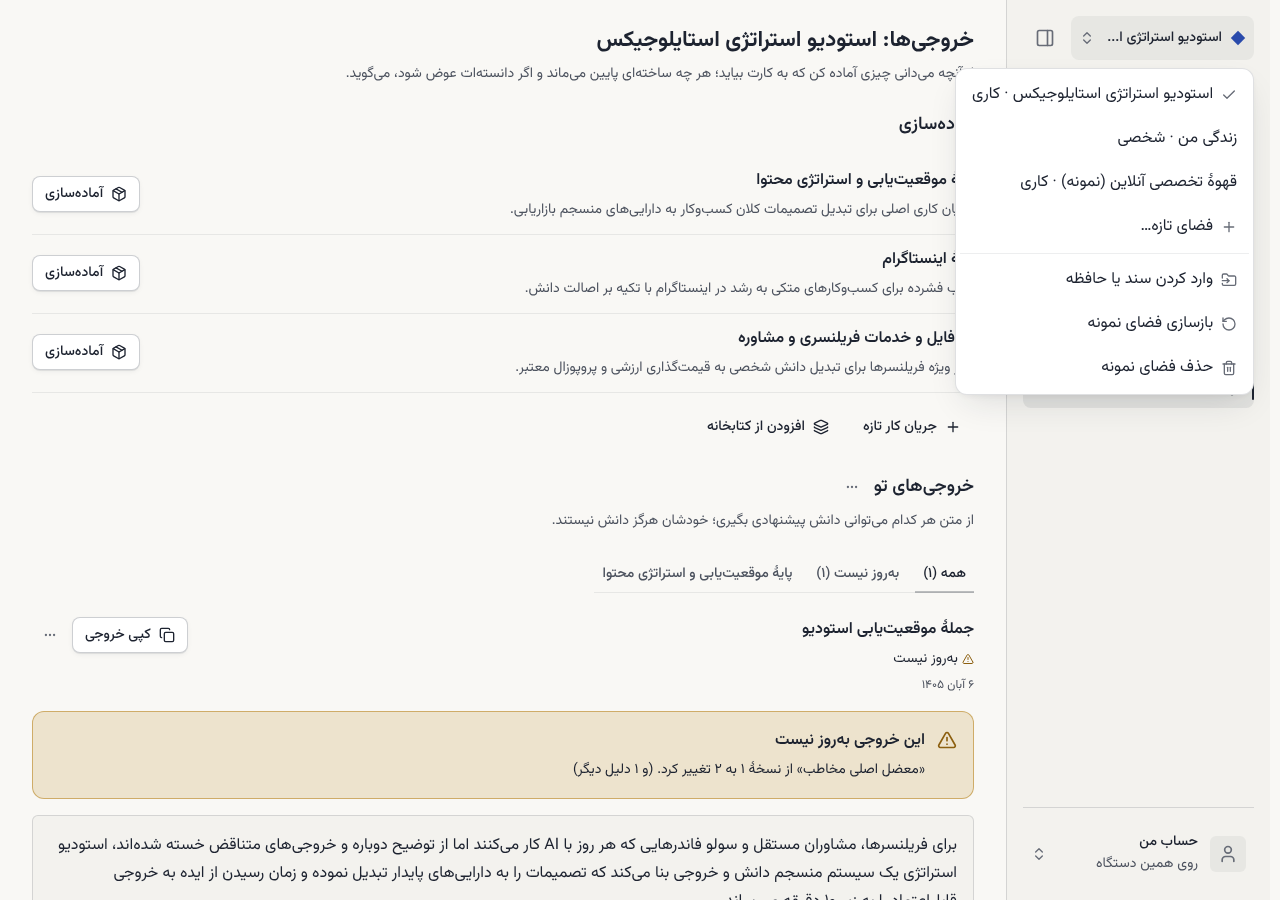 استودیو استراتژی ا...
استودیو استراتژی استایلوجیکس · کاری
زندگی من · شخصی
قهوهٔ تخصصی آنلاین (نمونه) · کاری
فضای تازه...
وارد کردن سند یا حافظه
بازسازی فضای نمونه
حذف فضای نمونه
حساب من
روی همین دستگاه
خروجی‌ها: استودیو استراتژی استایلوجیکس
می‌دانی چیزی آماده کن که به کارت بیاید؛ هر چه ساخته‌ای پایین می‌ماند و اگر دانسته‌ات عوض شود، می‌گوید.
موقعیت‌یابی و استراتژی محتوا
کاری اصلی برای تبدیل تصمیمات کلان کسب‌وکار به دارایی‌های منسجم بازاریابی.
آماده‌سازی
اینستاگرام
فشرده برای کسب‌وکارهای متکی به رشد در اینستاگرام با تکیه بر اصالت دانش.
آماده‌سازی
و خدمات فریلنسری و مشاوره
ویژه فریلنسرها برای تبدیل دانش شخصی به قیمت‌گذاری ارزشی و پروپوزال معتبر.
آماده‌سازی
جریان کار تازه
افزودن از کتابخانه
خروجی‌های تو ...
از متن هر کدام می‌توانی دانش پیشنهادی بگیری؛ خودشان هرگز دانش نیستند.
همه (۱) به‌روز نیست (۱) پایهٔ موقعیت‌یابی و استراتژی محتوا
جملهٔ موقعیت‌یابی استودیو
کپی خروجی ...
به‌روز نیست
۶ آبان ۱۴۰۵
این خروجی به‌روز نیست
«معضل اصلی مخاطب» از نسخهٔ ۱ به ۲ تغییر کرد. (و ۱ دلیل دیگر)
برای فریلنسرها، مشاوران مستقل و سولو فاندرهایی که هر روز با AI کار می‌کنند اما از توضیح دوباره و خروجی‌های متناقض خسته شده‌اند، استودیو
استراتژی یک سیستم منسجم دانش و خروجی بنا می‌کند که تصمیمات را به دارایی‌های پایدار تبدیل نموده و زمان رسیدن از ایده به خروجی